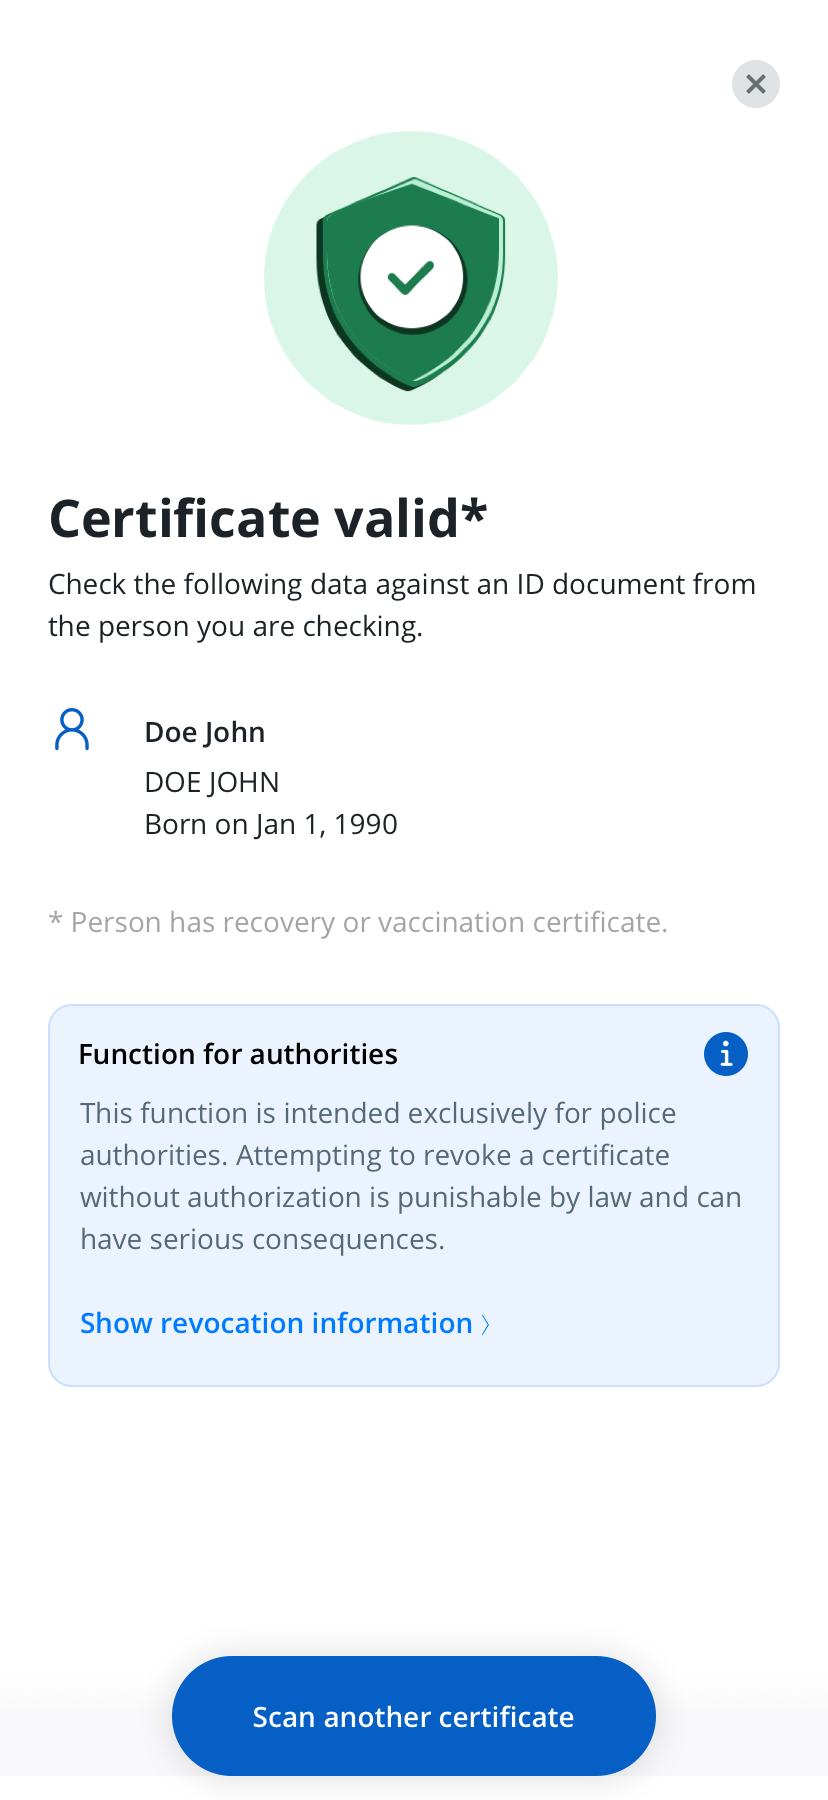 Certificate valid*
Check the following data against an ID document from
the person you are checking.
Doe John
DOE JOHN
Born on Jan 1, 1990
* Person has recovery or vaccination certificate.
Function for authorities
This function is intended exclusively for police
authorities. Attempting to revoke a certificate
without authorization is punishable by law and can
have serious consequences.
Show revocation information
Scan another certificate